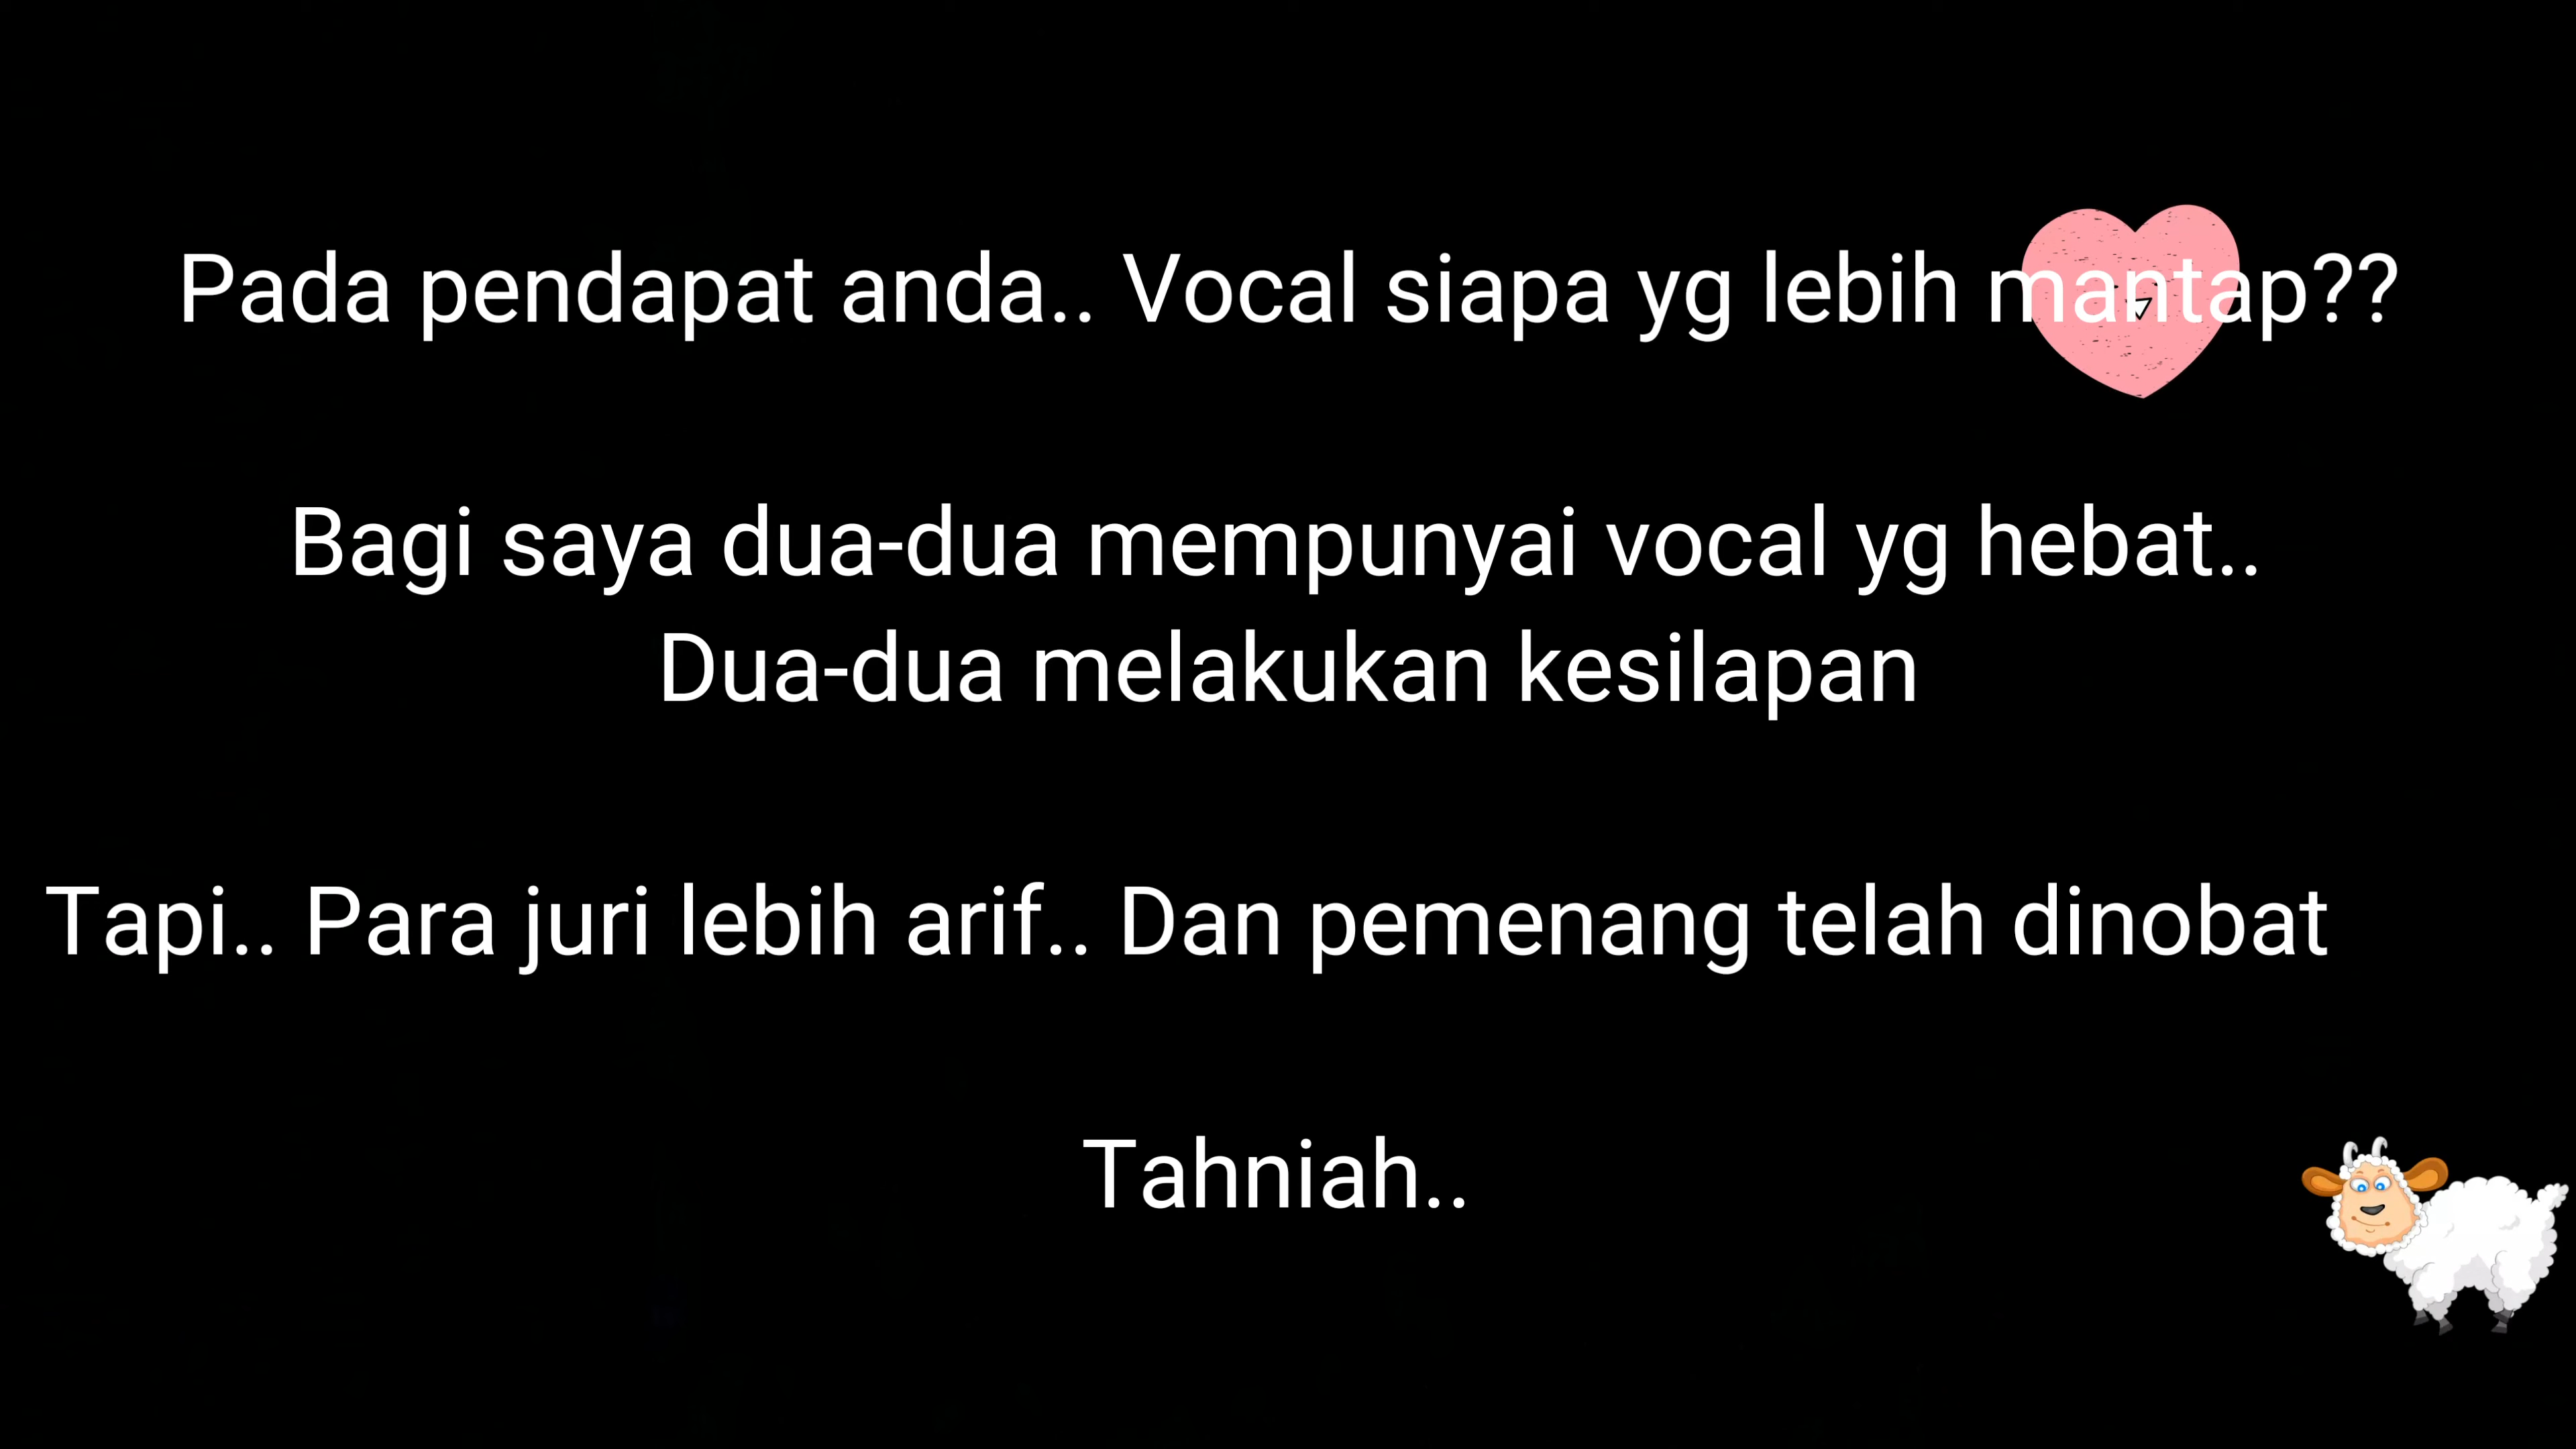 Pada pendapat anda.. Vocal siapa yg lebih mantap??
Bagi saya dua-dua mempunyai vocal yg hebat..
Dua-dua melakukan kesilapan
Tapi.. Para juri lebih arif.. Dan pemenang telah dinobat
Tahniah..